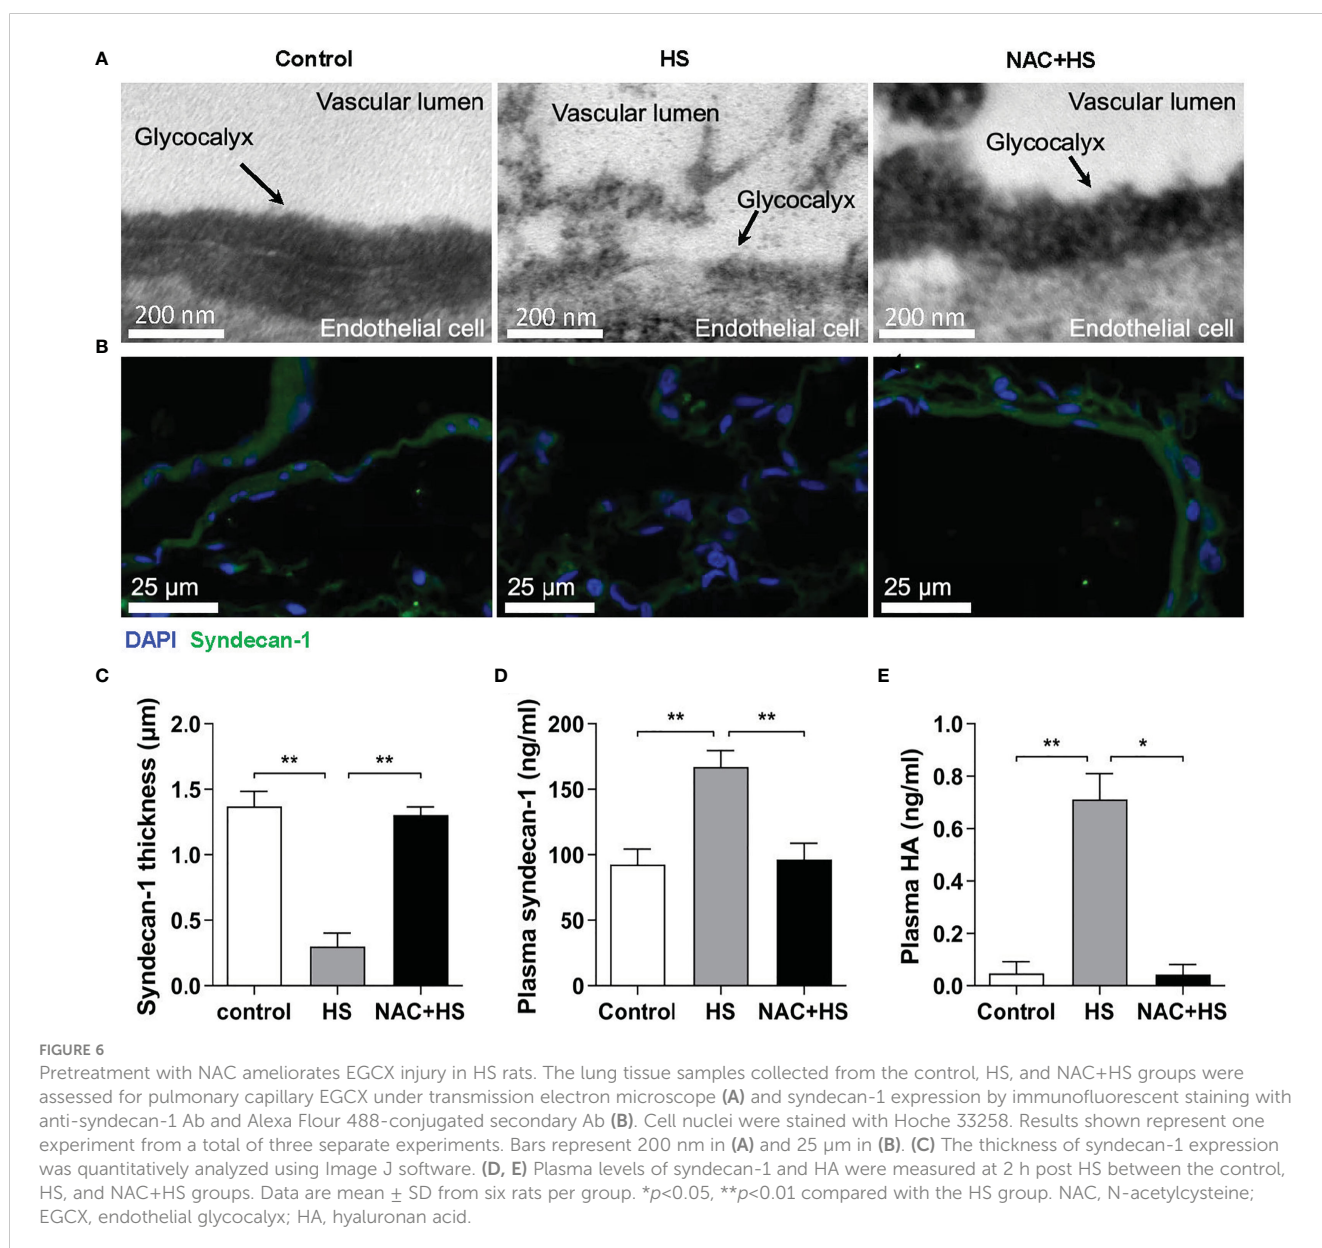 A
Control
HS
NAC+HS
Vascular lumen
Glycocalyx
200 nm
Endothelial cell
Vascular lumen
Glycocalyx
200 nm
Endothelial cell
Vascular lumen
Glycocalyx
200 nm
Endothelial cell
B
25 µm
25 µm
25 µm
DAPI Syndecan-1
C
Syndecan-1 thickness (µm)
2.0
1.5
1.0
0.5
0.0
**
**
control HS NAC+HS
D
Plasma syndecan-1 (ng/ml)
200
150
100
50
0
**
**
Control HS NAC+HS
E
Plasma HA (ng/ml)
1.0
0.8
0.6
0.4
0.2
0.0
**
*
Control HS NAC+HS
FIGURE 6
Pretreatment with NAC ameliorates EGCX injury in HS rats. The lung tissue samples collected from the control, HS, and NAC+HS groups were
assessed for pulmonary capillary EGCX under transmission electron microscope (A) and syndecan-1 expression by immunofluorescent staining with
anti-syndecan-1 Ab and Alexa Flour 488-conjugated secondary Ab (B). Cell nuclei were stained with Hoche 33258. Results shown represent one
experiment from a total of three separate experiments. Bars represent 200 nm in (A) and 25 µm in (B). (C) The thickness of syndecan-1 expression
was quantitatively analyzed using Image J software. (D, E) Plasma levels of syndecan-1 and HA were measured at 2 h post HS between the control,
HS, and NAC+HS groups. Data are mean ± SD from six rats per group. *p<0.05, **p<0.01 compared with the HS group. NAC, N-acetylcysteine;
EGCX, endothelial glycocalyx; HA, hyaluronan acid.